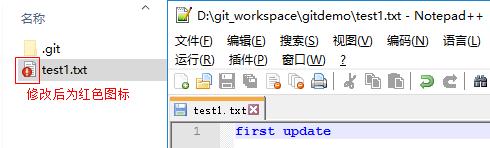 名称
.git
test1.txt
修改后为红色图标
D:\git_workspace\gitdemo\test1.txt - Notepad++
文件(F) 编辑(E) 搜索(S) 视图(V) 编码(N) 语言(L)
运行(R) 插件(P) 窗口(W) ?
test1.txt
1 first update